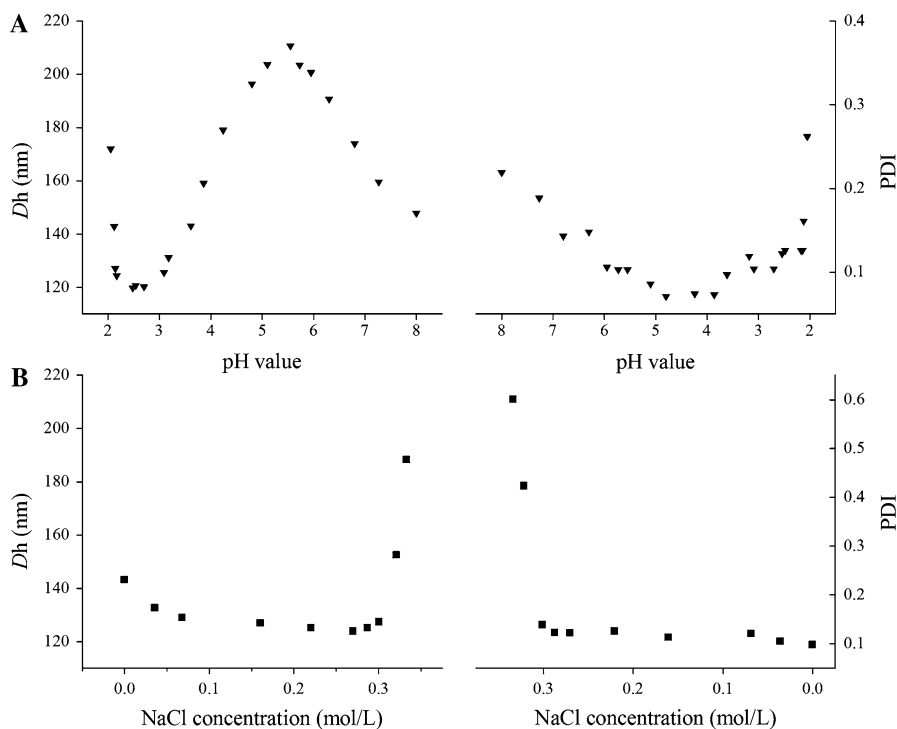 A
220
200
180
160
140
120
Dh (nm)
2 3 4 5 6 7 8
pH value
8 7 6 5 4 3 2
pH value
0.4
0.3
0.2
0.1
PDI
B
220
200
180
160
140
120
Dh (nm)
0.0 0.1 0.2 0.3
NaCl concentration (mol/L)
0.3 0.2 0.1 0.0
NaCl concentration (mol/L)
0.6
0.5
0.4
0.3
0.2
0.1
PDI